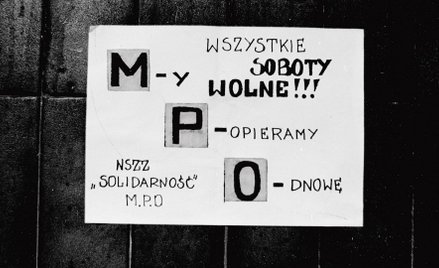 WSZYSTKIE
SOBOTY
WOLNE!!!
M-Y
P-OPIERAMY
O-DNOWĘ
NSZZ
„SOLIDARNOŚĆ"
M.P.O